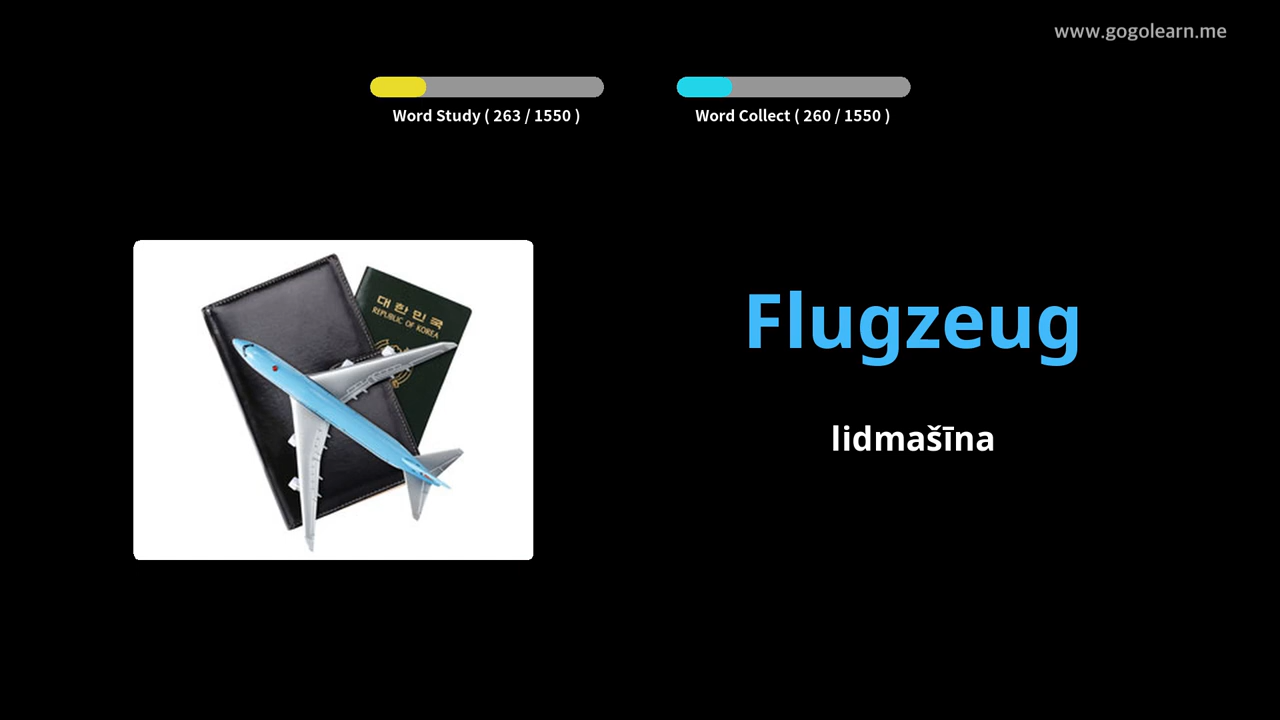 www.gogolearn.me
Word Study ( 263 / 1550 )
Word Collect ( 260 / 1550 )
대한민국
REPUBLIC OF KOREA
Flugzeug
lidmašīna